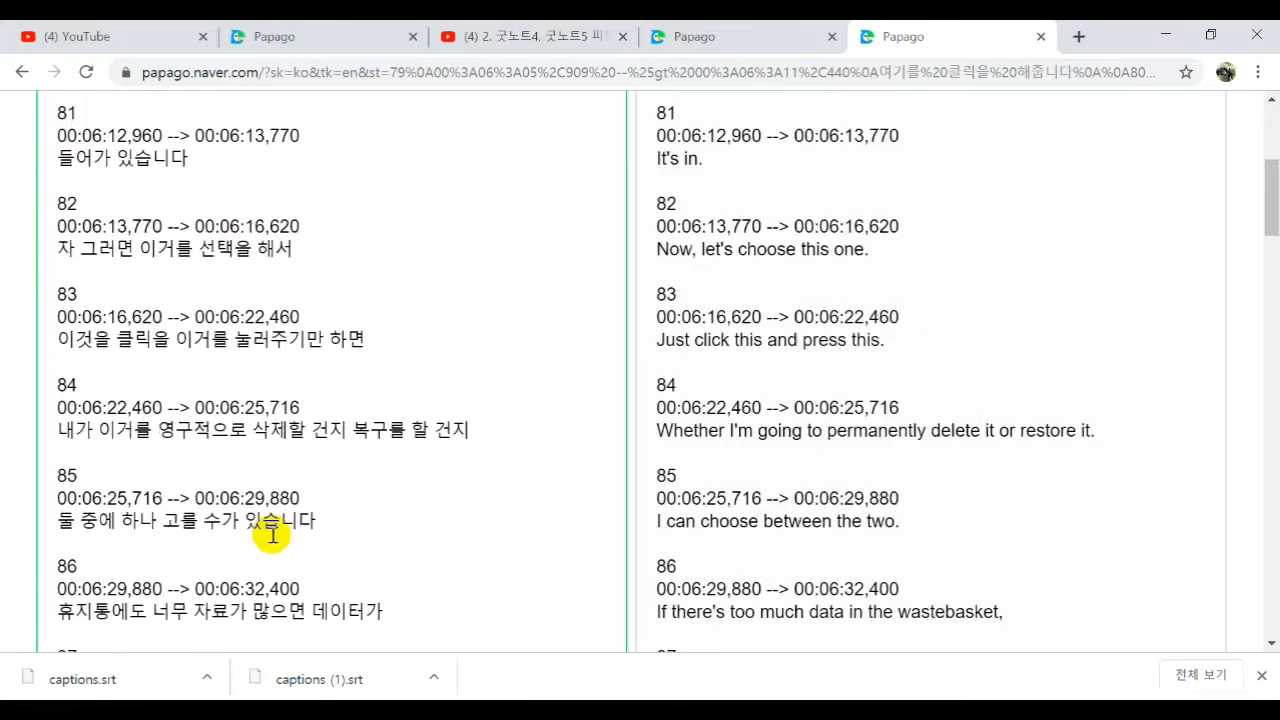 (4) YouTube
Papago
(4) 2. 굿노트4, 굿노트5 파
Papago
Papago
papago.naver.com/?sk=ko&tk=en&st=79%0A00%3A06%3A05%2C909%20--%25gt%2000%3A06%3A11%2C440%0A여기를%20클릭을%20해줍니다%0A%0A80...
81
00:06:12,960 --> 00:06:13,770
들어가 있습니다
82
00:06:13,770 --> 00:06:16,620
자 그러면 이거를 선택을 해서
83
00:06:16,620 --> 00:06:22,460
이것을 클릭을 이거를 눌러주기만 하면
84
00:06:22,460 --> 00:06:25,716
내가 이거를 영구적으로 삭제할 건지 복구를 할 건지
85
00:06:25,716 --> 00:06:29,880
둘 중에 하나 고를 수가 있습니다
86
00:06:29,880 --> 00:06:32,400
휴지통에도 너무 자료가 많으면 데이터가
81
00:06:12,960 --> 00:06:13,770
It's in.
82
00:06:13,770 --> 00:06:16,620
Now, let's choose this one.
83
00:06:16,620 --> 00:06:22,460
Just click this and press this.
84
00:06:22,460 --> 00:06:25,716
Whether I'm going to permanently delete it or restore it.
85
00:06:25,716 --> 00:06:29,880
I can choose between the two.
86
00:06:29,880 --> 00:06:32,400
If there's too much data in the wastebasket,
captions.srt
captions (1).srt
전체 보기